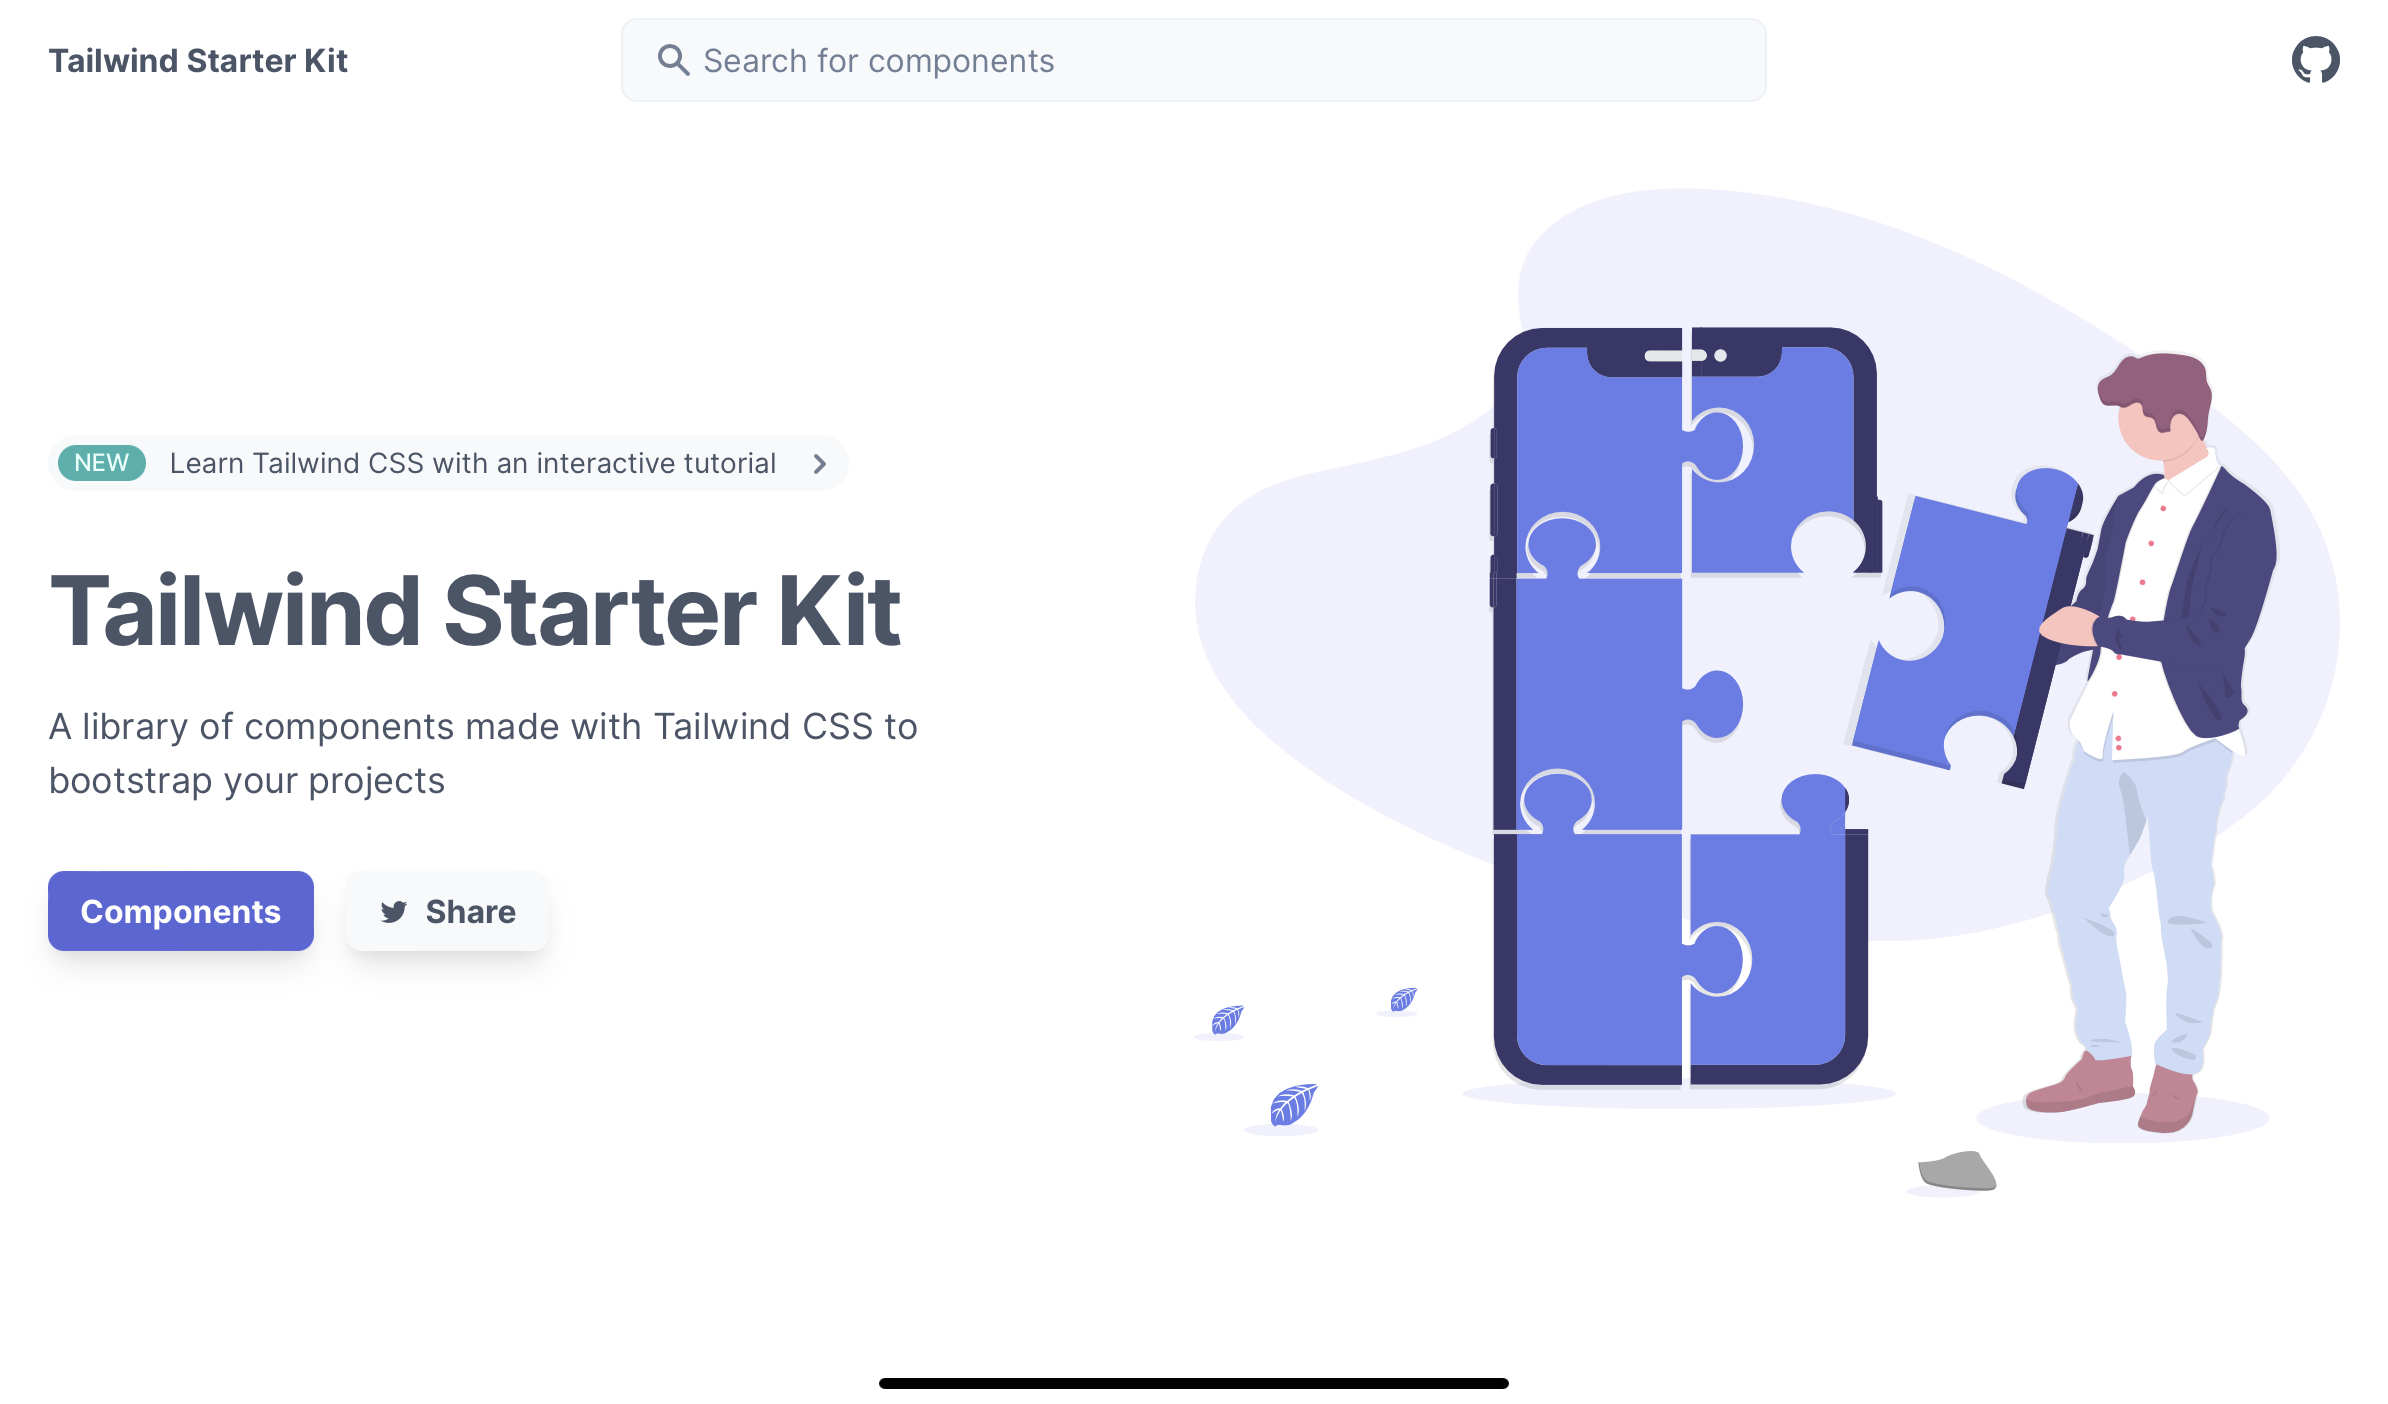 Tailwind Starter Kit
Search for components
NEW Learn Tailwind CSS with an interactive tutorial
Tailwind Starter Kit
A library of components made with Tailwind CSS to
bootstrap your projects
Components
Share